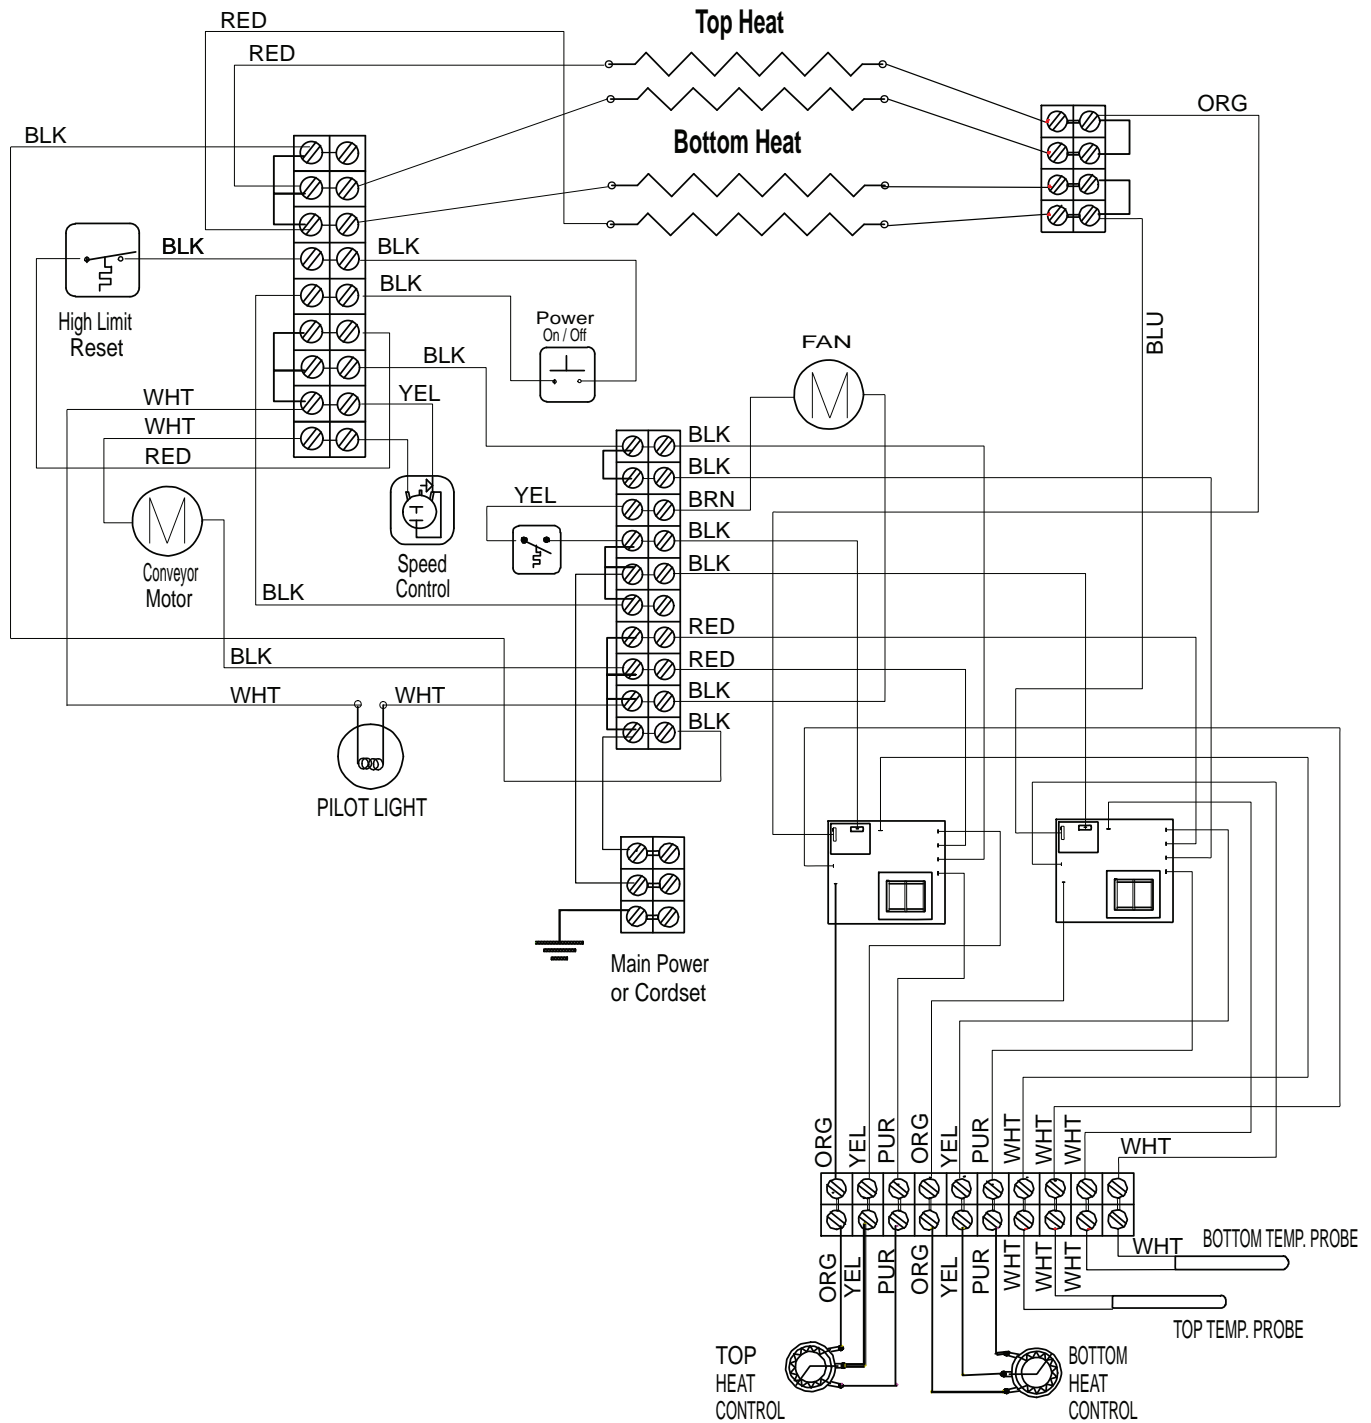 RED
Top Heat
RED
ORG
BLK
Bottom Heat
BLK
BLK
BLK
High Limit
Reset
Power
On / Off
BLU
FAN
BLK
WHT
YEL
WHT
RED
BLK
BLK
YEL
BRN
BLK
Speed
Control
Conveyor
Motor
BLK
BLK
RED
BLK
RED
WHT
WHT
BLK
BLK
PILOT LIGHT
Main Power
or Cordset
ORG
YEL
PUR
ORG
YEL
PUR
WHT
WHT
WHT
WHT
ORG
YEL
PUR
ORG
YEL
PUR
WHT
WHT
WHT
WHT
BOTTOM TEMP. PROBE
TOP TEMP. PROBE
TOP
HEAT
CONTROL
BOTTOM
HEAT
CONTROL